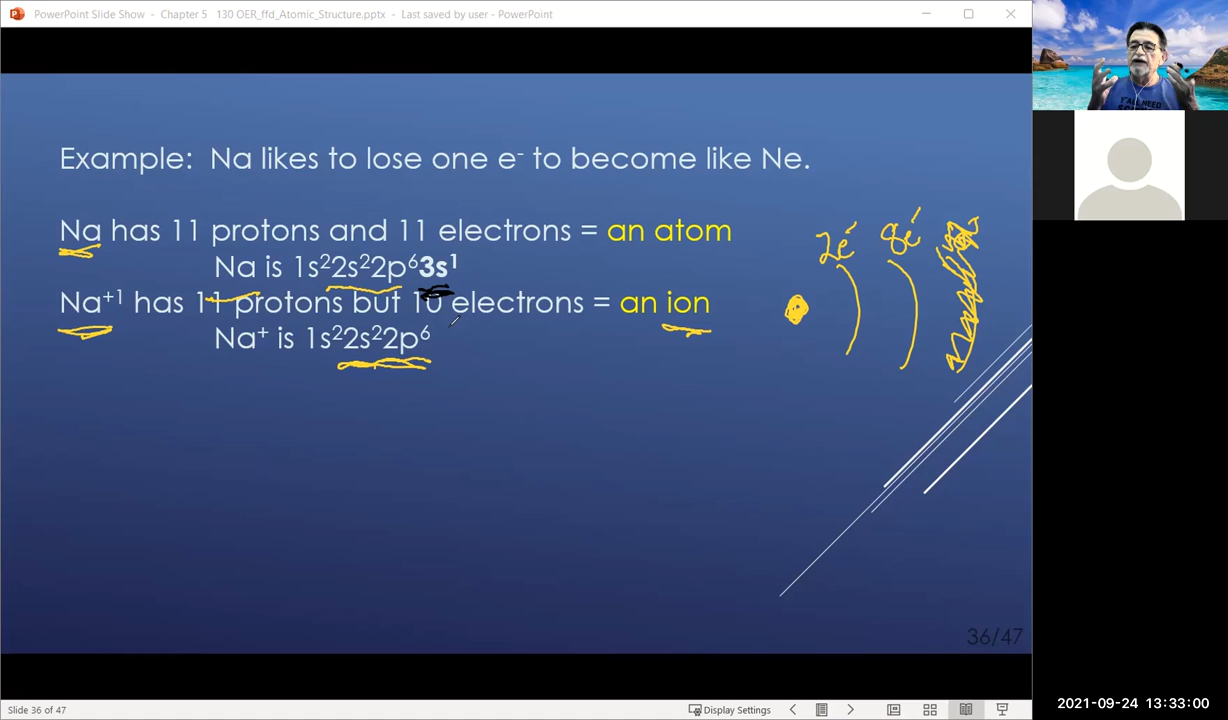 PowerPoint Slide Show - Chapter 5 130 OER_ffd_Atomic_Structure.pptx - Last saved by user - PowerPoint
Example: Na likes to lose one e⁻ to become like Ne.
Na has 11 protons and 11 electrons = an atom
Na is 1s²2s²2p⁶3s¹
Na⁺¹ has 11 protons but 10 electrons = an ion
Na⁺ is 1s²2s²2p⁶
2e⁻ 8e⁻
Y'ALL NEED
36/47
Slide 36 of 47
Display Settings
2021-09-24 13:33:00